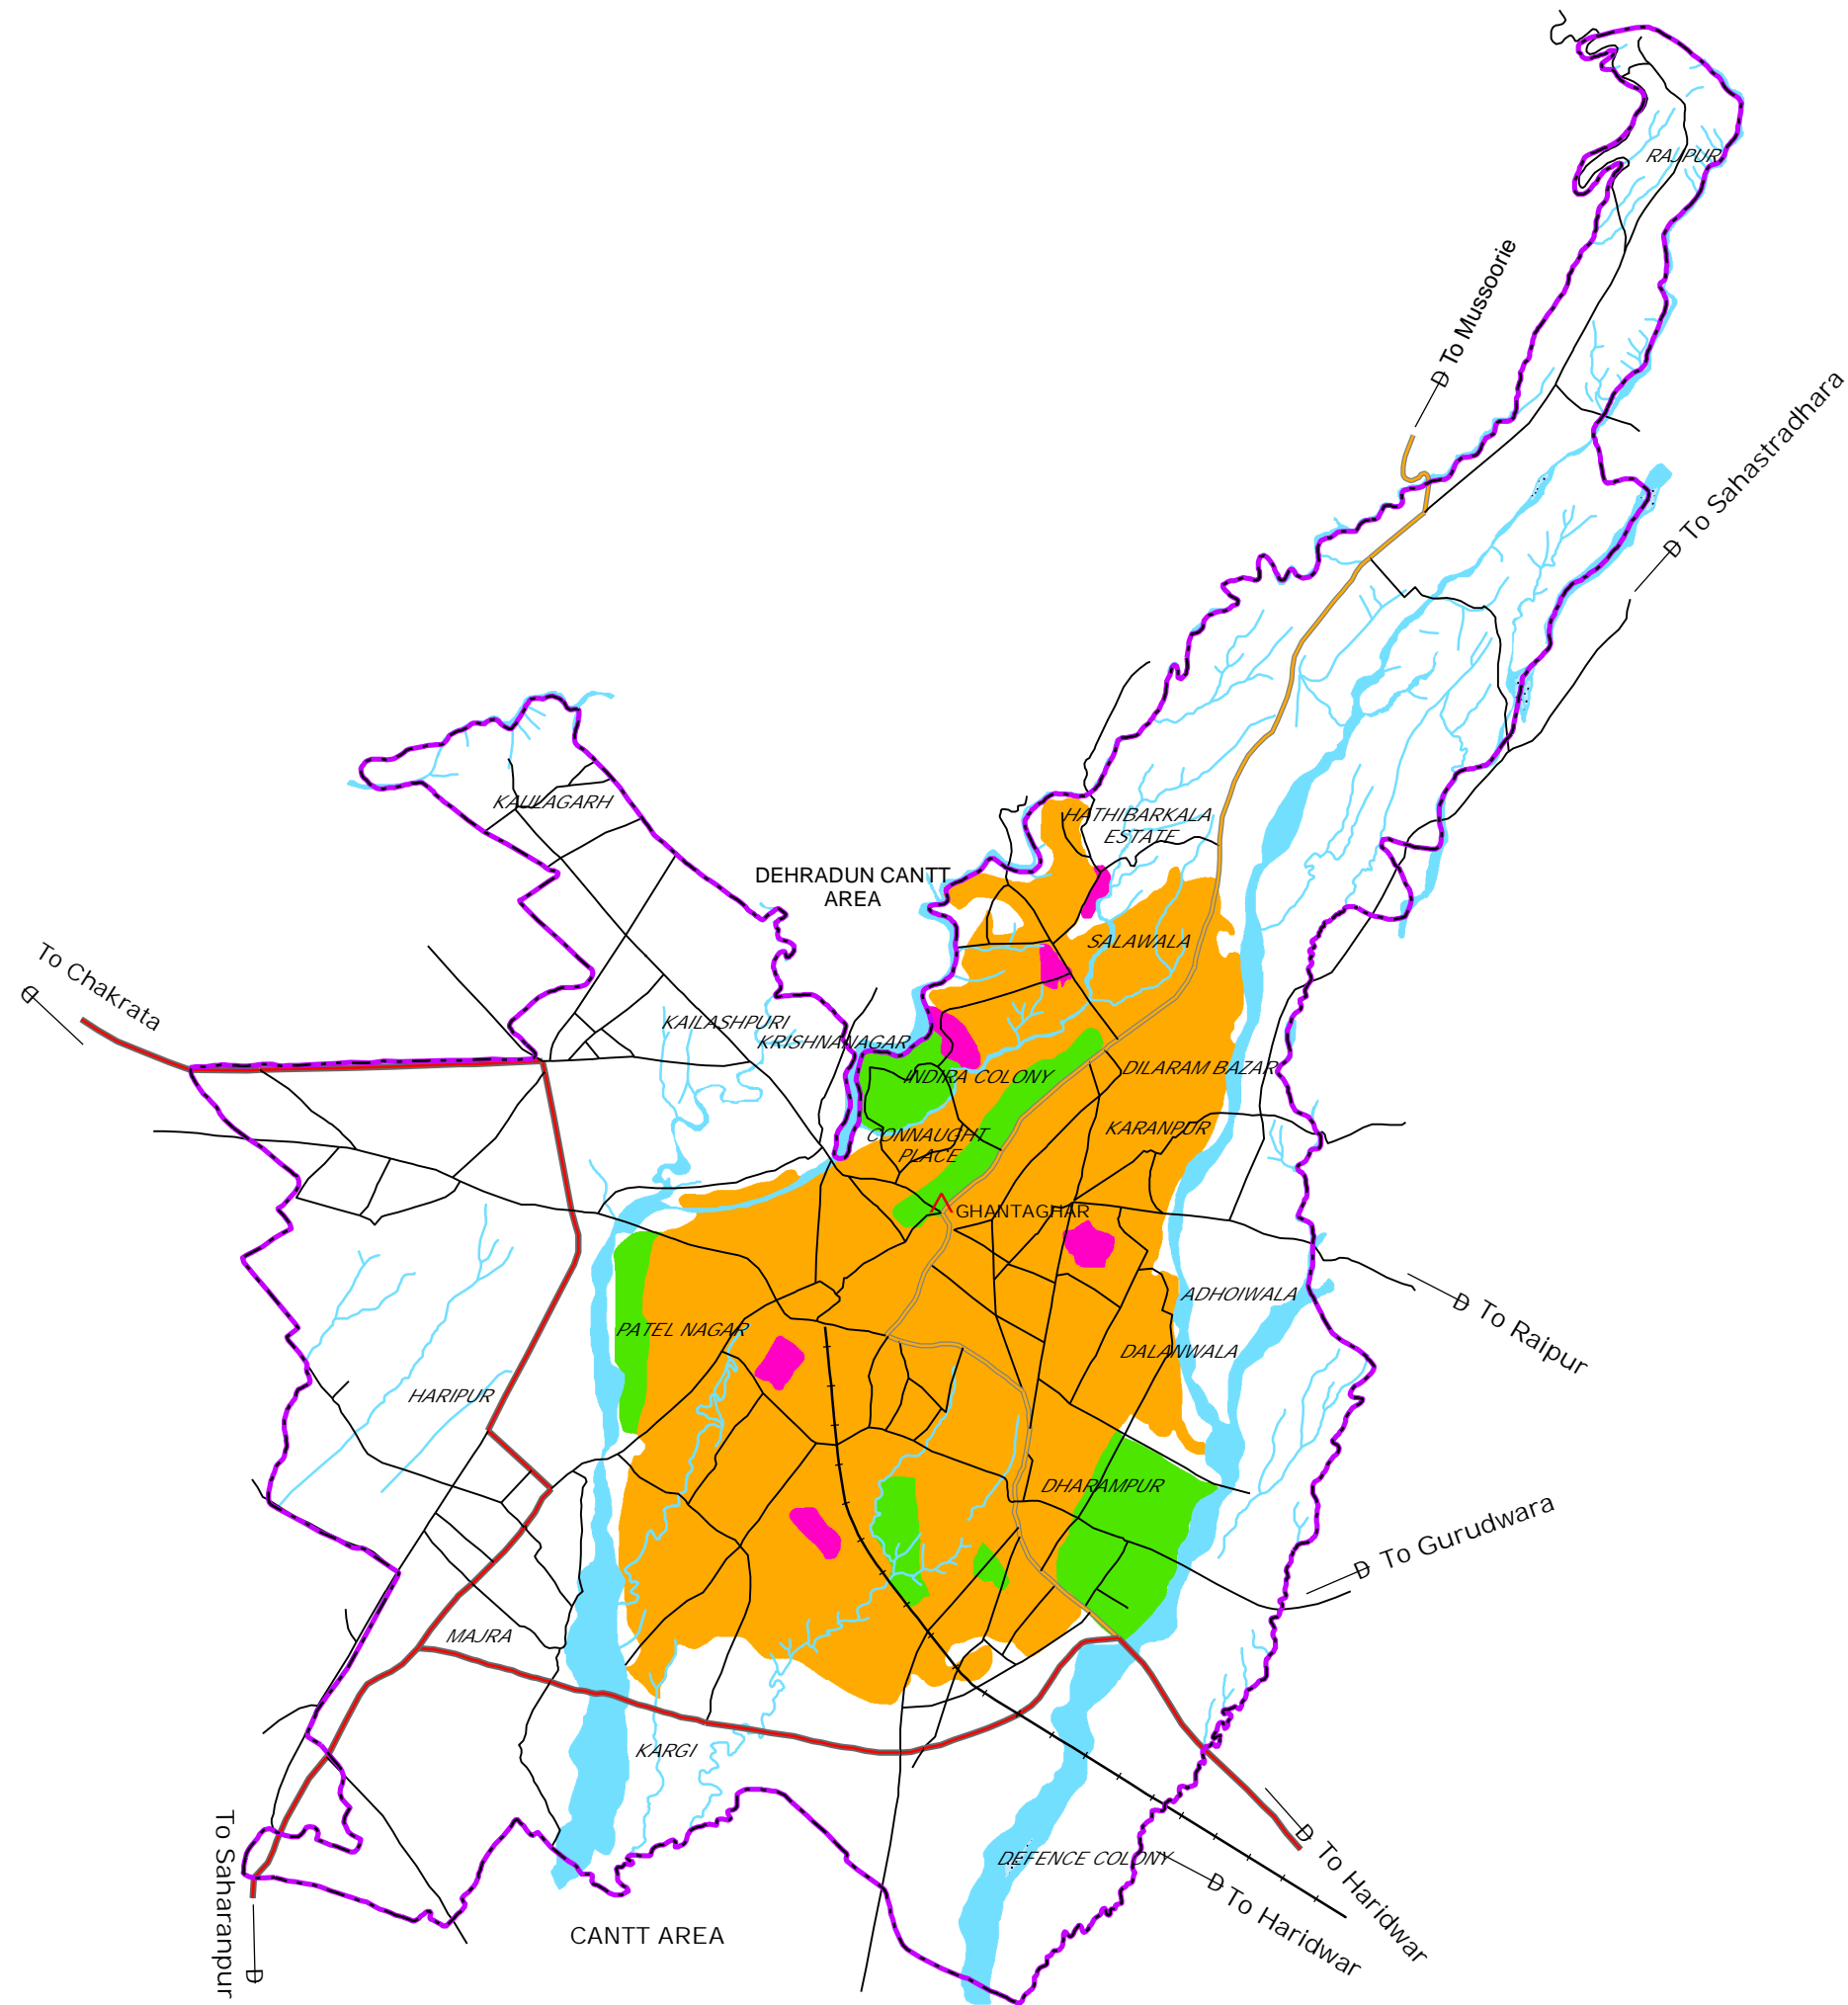 RAJPUR
To Mussoorie
To Sahastradhara
KAULAGARH
HATHIBARKALA
ESTATE
DEHRADUN CANTT
AREA
SALAWALA
To Chakrata
KAILASHPURI
KRISHNANAGAR
INDIRA COLONY
DILARAM BAZAR
CONNAUGHT
PLACE
KARANPUR
GHANTAGHAR
ADHOIWALA
To Raipur
PATEL NAGAR
DALANWALA
HARIPUR
DHARAMPUR
To Gurudwara
MAJRA
KARGI
DEFENCE COLONY
To Haridwar
To Haridwar
To Saharanpur
CANTT AREA